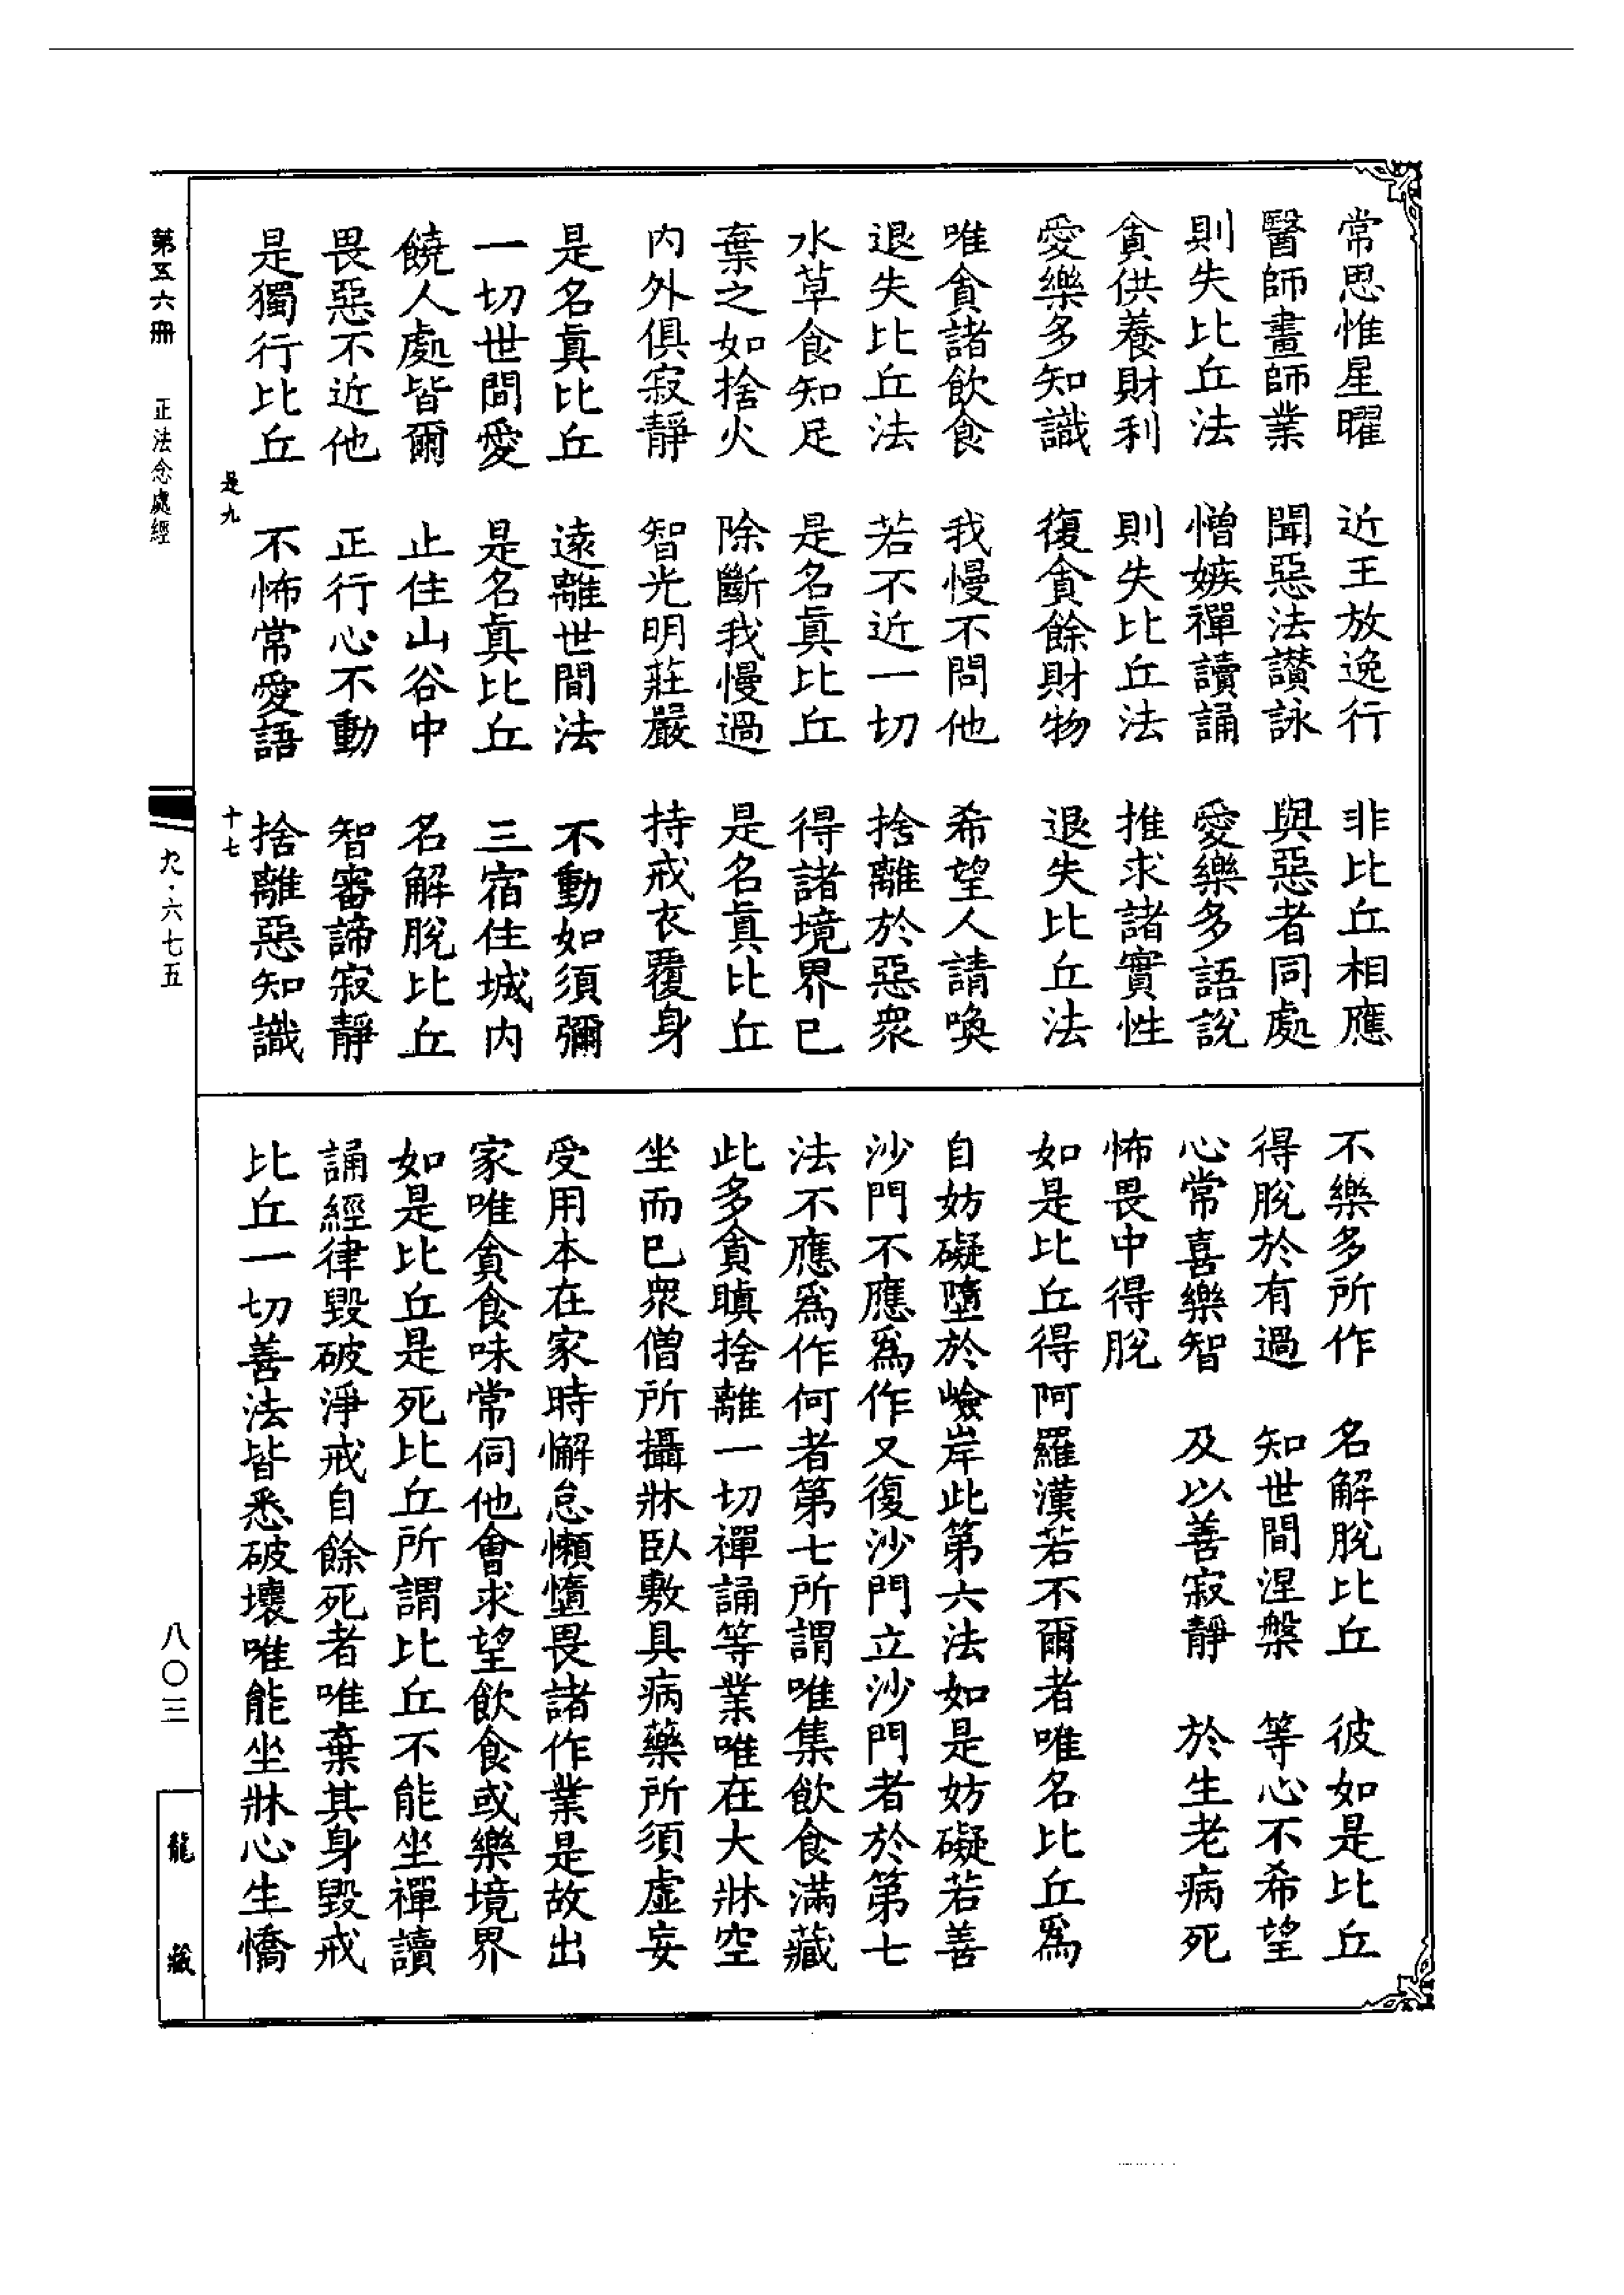 常思惟星曜　近王放逸行　非比丘相應
醫師畫師業　聞惡法讃詠　與惡者同處
則失比丘法　憎嫉禪讀誦　愛樂多語說
貪供養財利　則失比丘法　推求諸實性
愛樂多知識　復貪餘財物　退失比丘法
唯貪諸飲食　我慢不問他　希望人請喚
退失比丘法　若不近一切　捨離於惡衆
水草食知足　是名眞比丘　得諸境界已
棄之如捨火　除斷我慢過　是名眞比丘
内外俱寂靜　智光明莊嚴　持戒衣覆身
是名眞比丘　遠離世間法　不動如須彌
一切世間愛　是名眞比丘　三宿住城内
饒人處皆爾　止住山谷中　名解脫比丘
畏惡不近他　正行心不動　智審諦寂靜
是獨行比丘　不怖常愛語　捨離惡知識
是九　十七
不樂多所作　名解脫比丘　彼如是比丘
得脫於有過　知世間涅槃　等心不希望
心常喜樂智　及以善寂靜　於生老病死
怖畏中得脫
如是比丘得阿羅漢若不爾者唯名比丘爲
自妨礙墮於嶮岸此第六法如是妨礙若善
沙門不應爲作又復沙門立沙門者於第七
法不應爲作何者第七所謂唯集飲食滿藏
此多貪瞋捨離一切禪誦等業唯在大牀空
坐而已衆僧所攝牀臥敷具病藥所須虛妄
受用本在家時懈怠懶墮畏諸作業是故出
家唯貪食味常伺他會求望飲食或樂境界
如是比丘是死比丘所謂比丘不能坐禪讀
誦經律毀破淨戒自餘死者唯棄其身毀戒
比丘一切善法皆悉破壞唯能坐牀心生憍
第五六冊　正法念處經　九·六七五　八〇三
龍藏